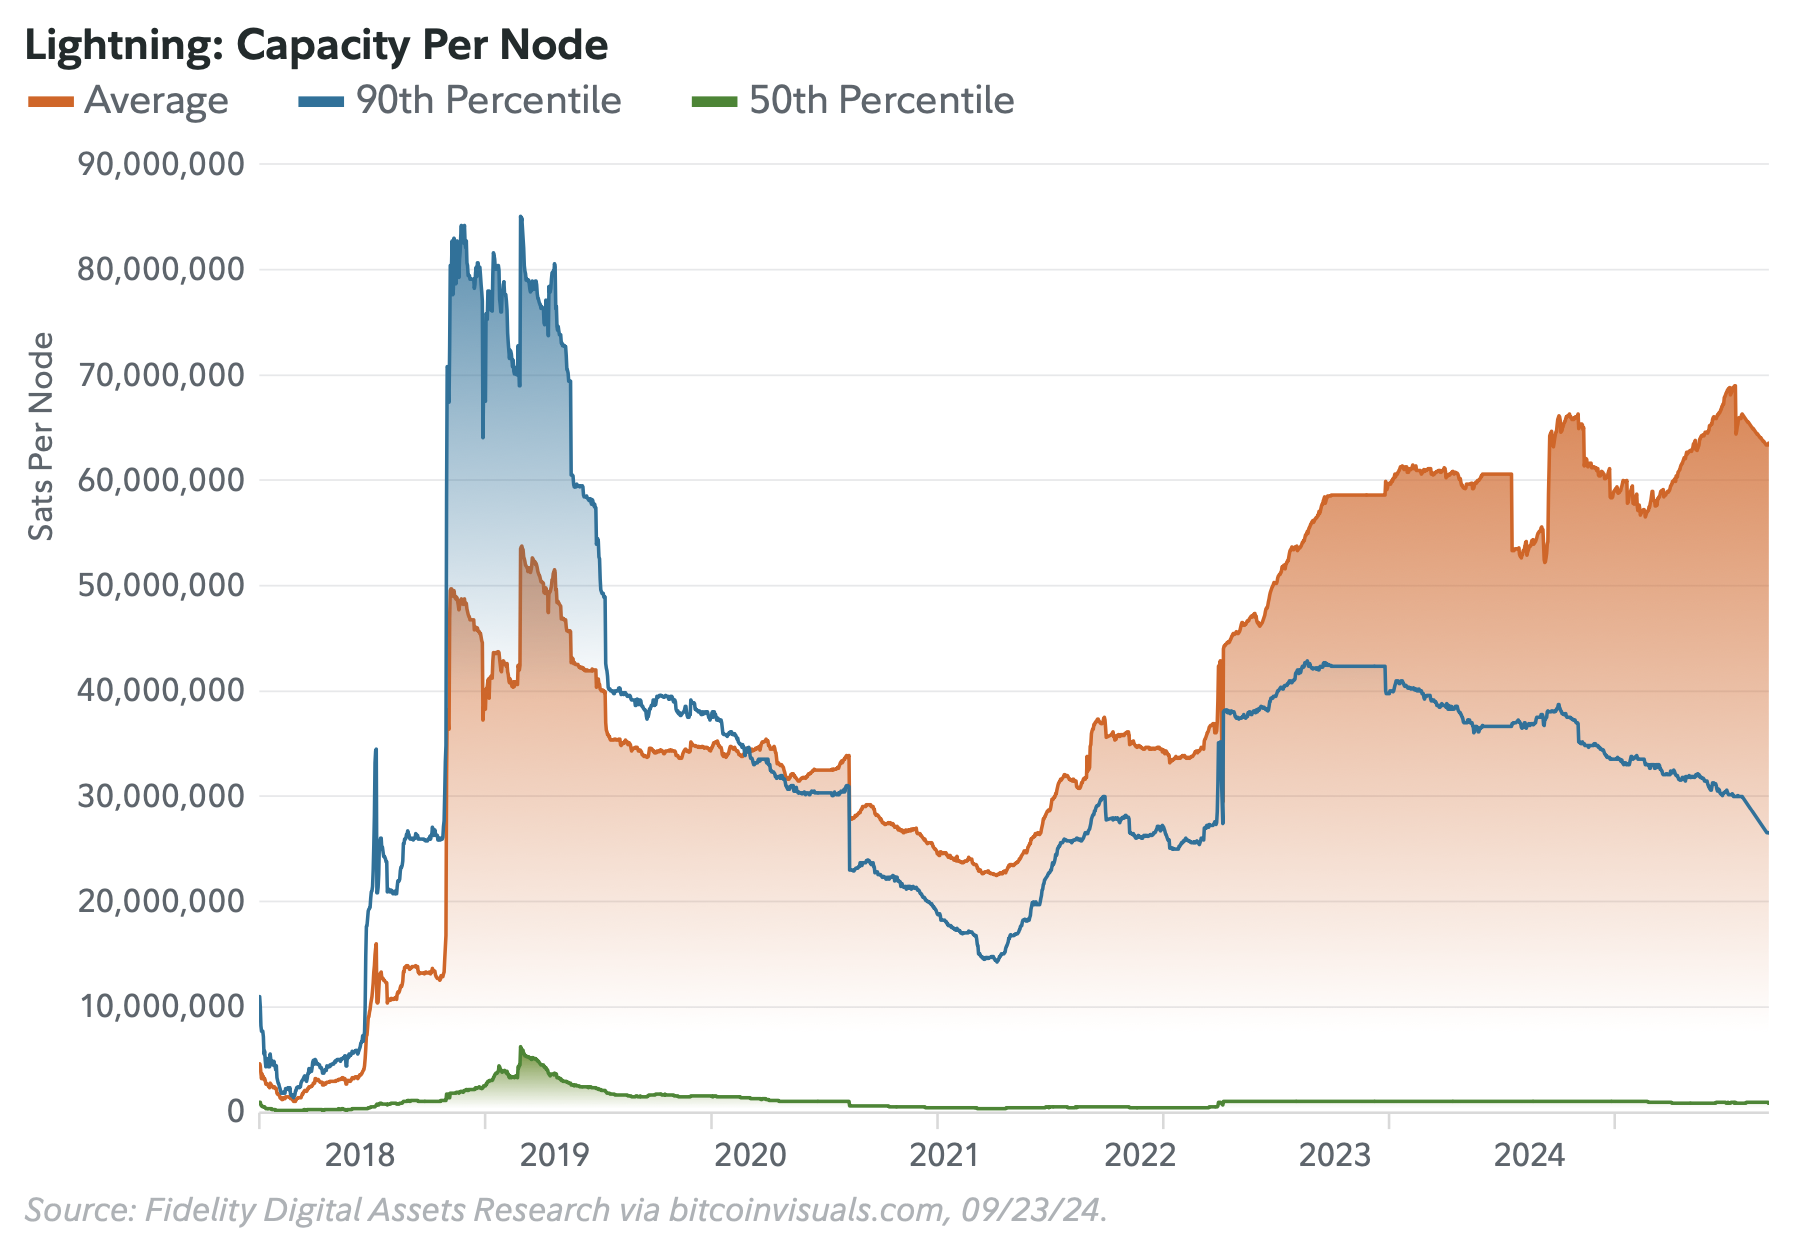 Lightning: Capacity Per Node
Average 90th Percentile 50th Percentile
90,000,000
80,000,000
70,000,000
60,000,000
50,000,000
40,000,000
30,000,000
20,000,000
10,000,000
0
Sats Per Node
2018 2019 2020 2021 2022 2023 2024
Source: Fidelity Digital Assets Research via bitcoinvisuals.com, 09/23/24.